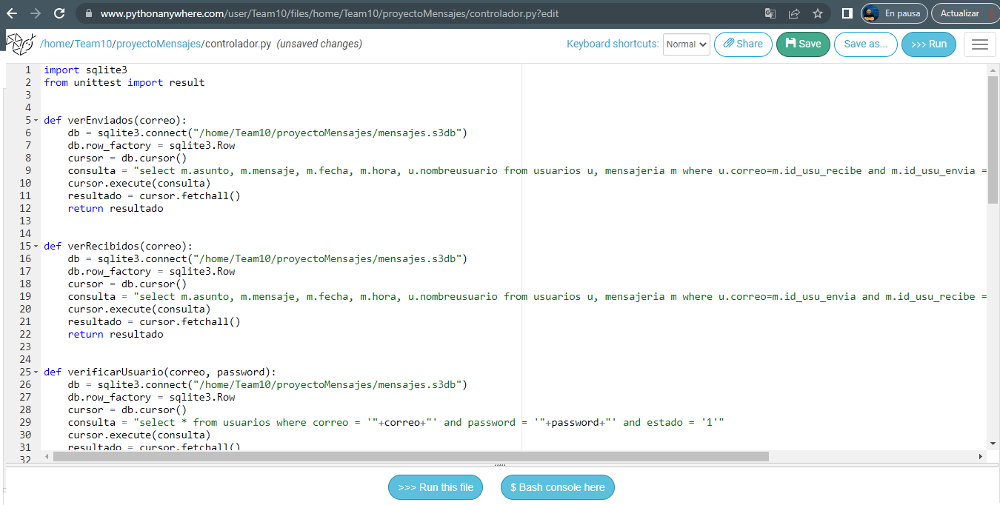 www.pythonanywhere.com/user/Team10/files/home/Team10/proyectoMensajes/controlador.py?edit
En pausa
Actualizar
/home/Team10/proyectoMensajes/controlador.py (unsaved changes)
Keyboard shortcuts: Normal
Share
Save
Save as...
>>> Run
1 import sqlite3
2 from unittest import result
3
4
5 def verEnviados(correo):
6 db = sqlite3.connect("/home/Team10/proyectoMensajes/mensajes.s3db")
7 db.row_factory = sqlite3.Row
8 cursor = db.cursor()
9 consulta = "select m.asunto, m.mensaje, m.fecha, m.hora, u.nombreusuario from usuarios u, mensajeria m where u.correo=m.id_usu_recibe and m.id_usu_envia =
10 cursor.execute(consulta)
11 resultado = cursor.fetchall()
12 return resultado
13
14
15 def verRecibidos(correo):
16 db = sqlite3.connect("/home/Team10/proyectoMensajes/mensajes.s3db")
17 db.row_factory = sqlite3.Row
18 cursor = db.cursor()
19 consulta = "select m.asunto, m.mensaje, m.fecha, m.hora, u.nombreusuario from usuarios u, mensajeria m where u.correo=m.id_usu_envia and m.id_usu_recibe =
20 cursor.execute(consulta)
21 resultado = cursor.fetchall()
22 return resultado
23
24
25 def verificarUsuario(correo, password):
26 db = sqlite3.connect("/home/Team10/proyectoMensajes/mensajes.s3db")
27 db.row_factory = sqlite3.Row
28 cursor = db.cursor()
29 consulta = "select * from usuarios where correo = '"+correo+"' and password = '"+password+"' and estado = '1'"
30 cursor.execute(consulta)
31 resultado = cursor.fetchall()
32
>>> Run this file
$ Bash console here